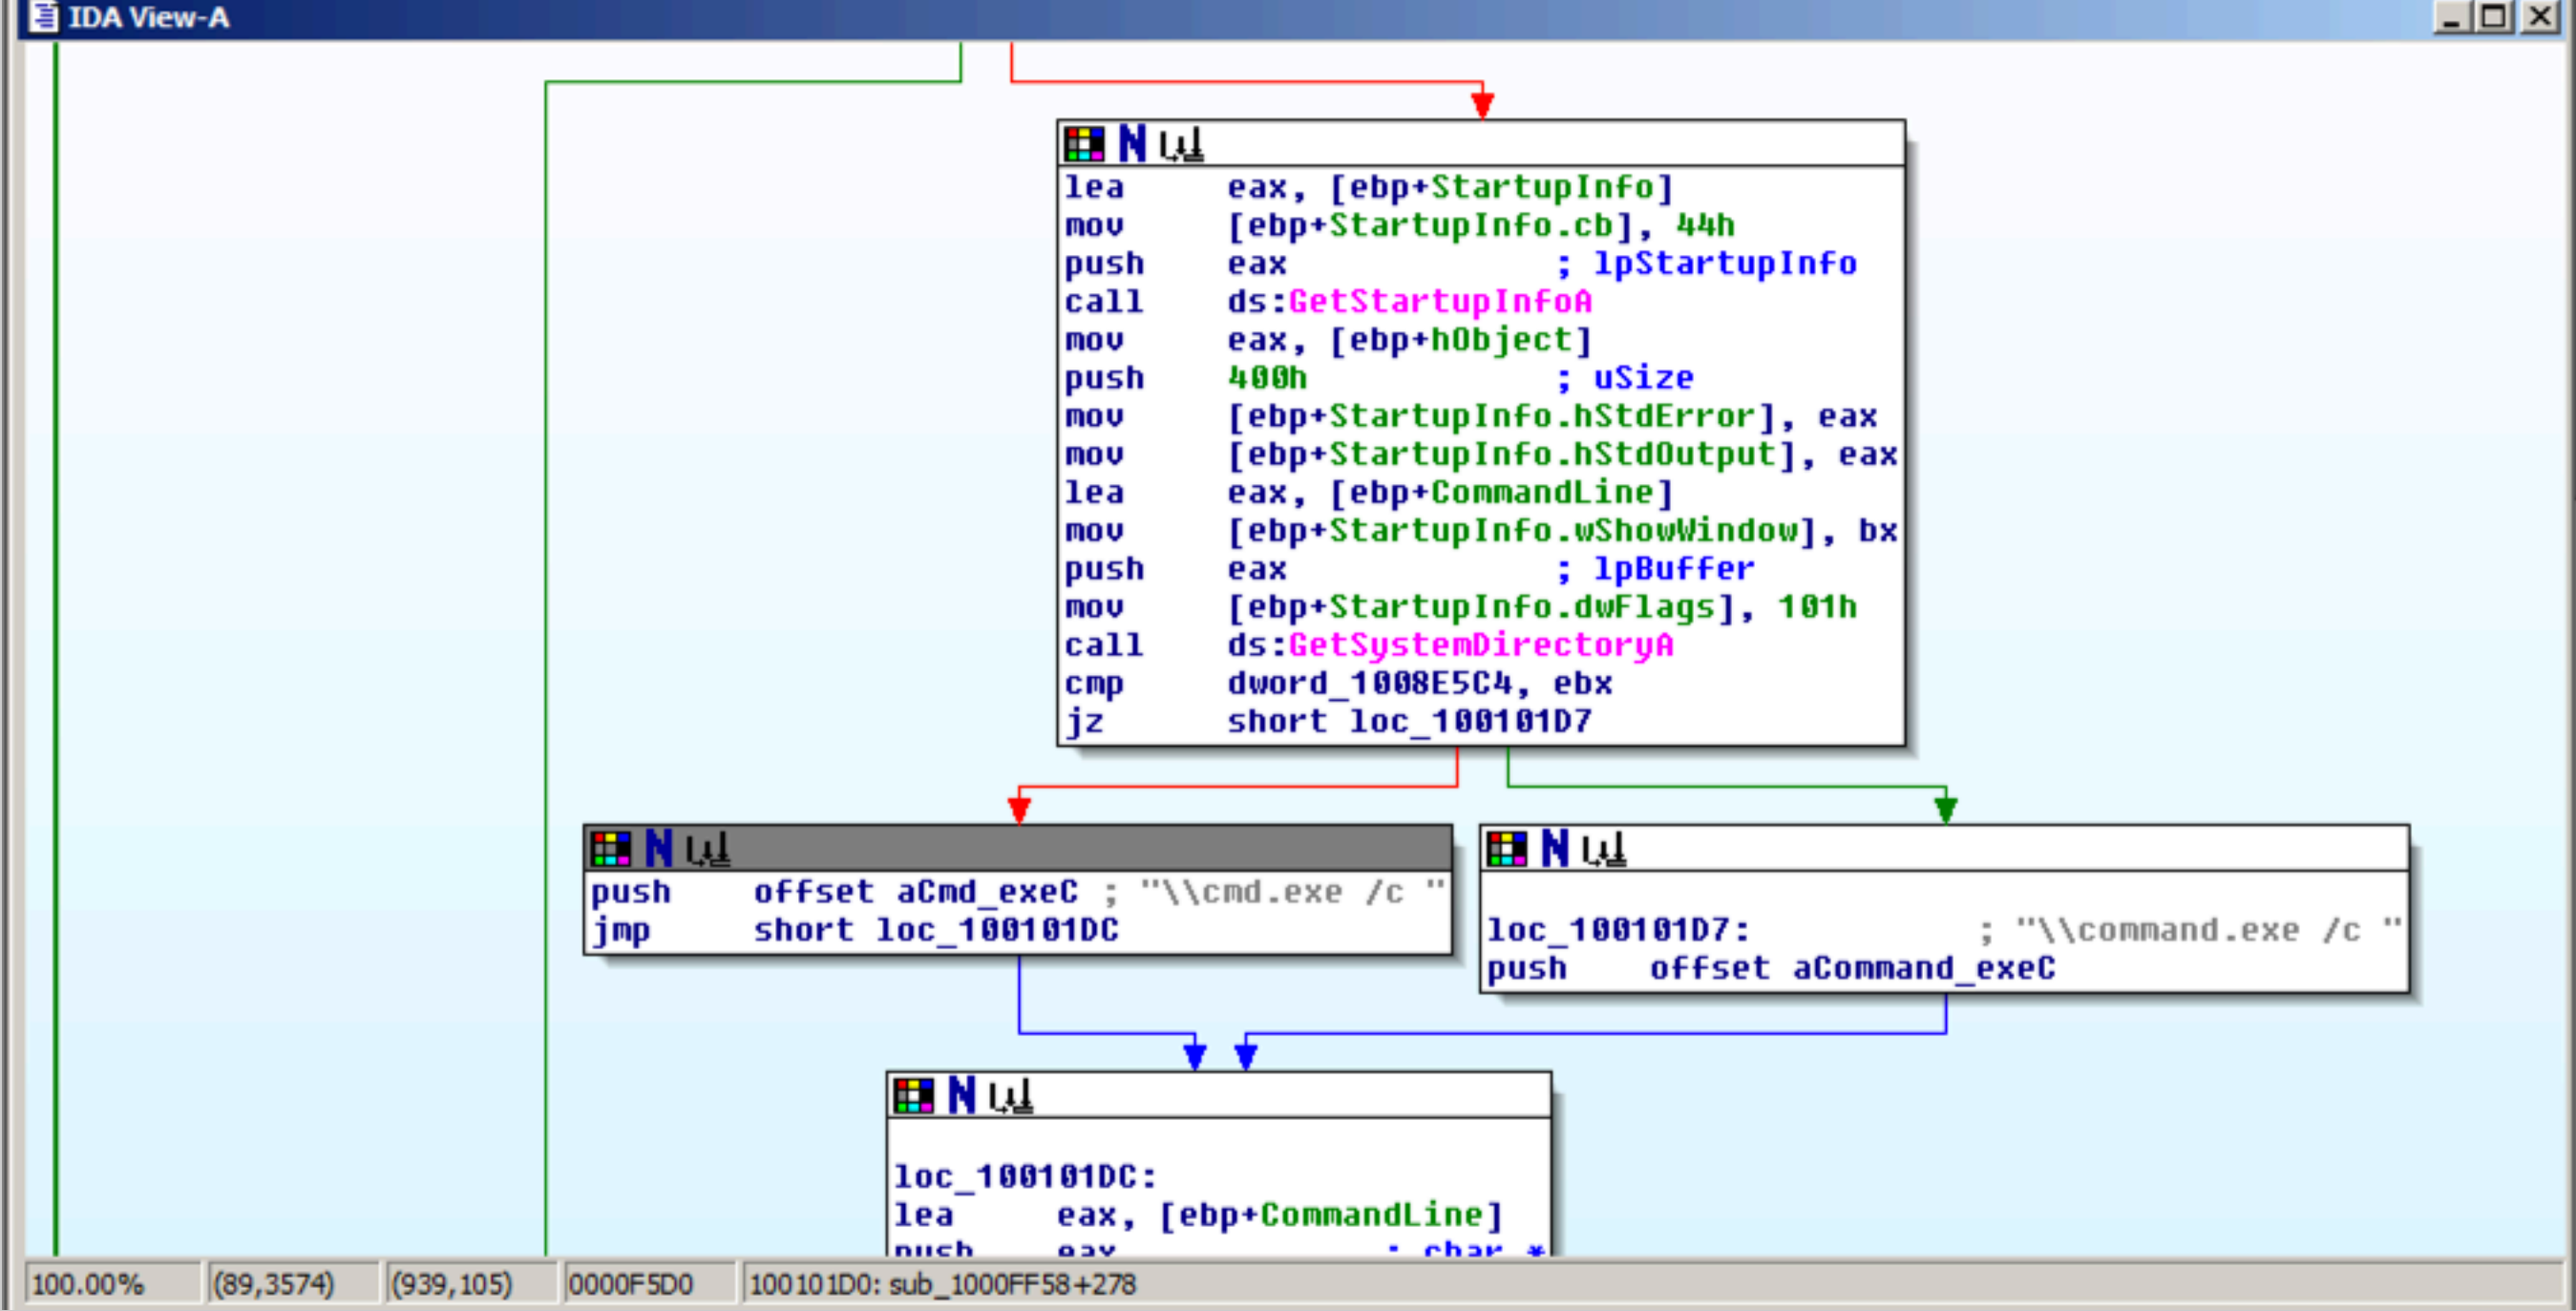 IDA View-A
lea eax, [ebp+StartupInfo]
mov [ebp+StartupInfo.cb], 44h
push eax ; lpStartupInfo
call ds:GetStartupInfoA
mov eax, [ebp+hObject]
push 400h ; uSize
mov [ebp+StartupInfo.hStdError], eax
mov [ebp+StartupInfo.hStdOutput], eax
lea eax, [ebp+CommandLine]
mov [ebp+StartupInfo.wShowWindow], bx
push eax ; lpBuffer
mov [ebp+StartupInfo.dwFlags], 101h
call ds:GetSystemDirectoryA
cmp dword_1008E5C4, ebx
jz short loc_100101D7
push offset aCmd_exeC ; "\\cmd.exe /c "
jmp short loc_100101DC
loc_100101D7: ; "\\command.exe /c "
push offset aCommand_exeC
loc_100101DC:
lea eax, [ebp+CommandLine]
push eax ; char *
100.00% (89,3574) (939,105) 0000F5D0 100101D0: sub_1000FF58+278